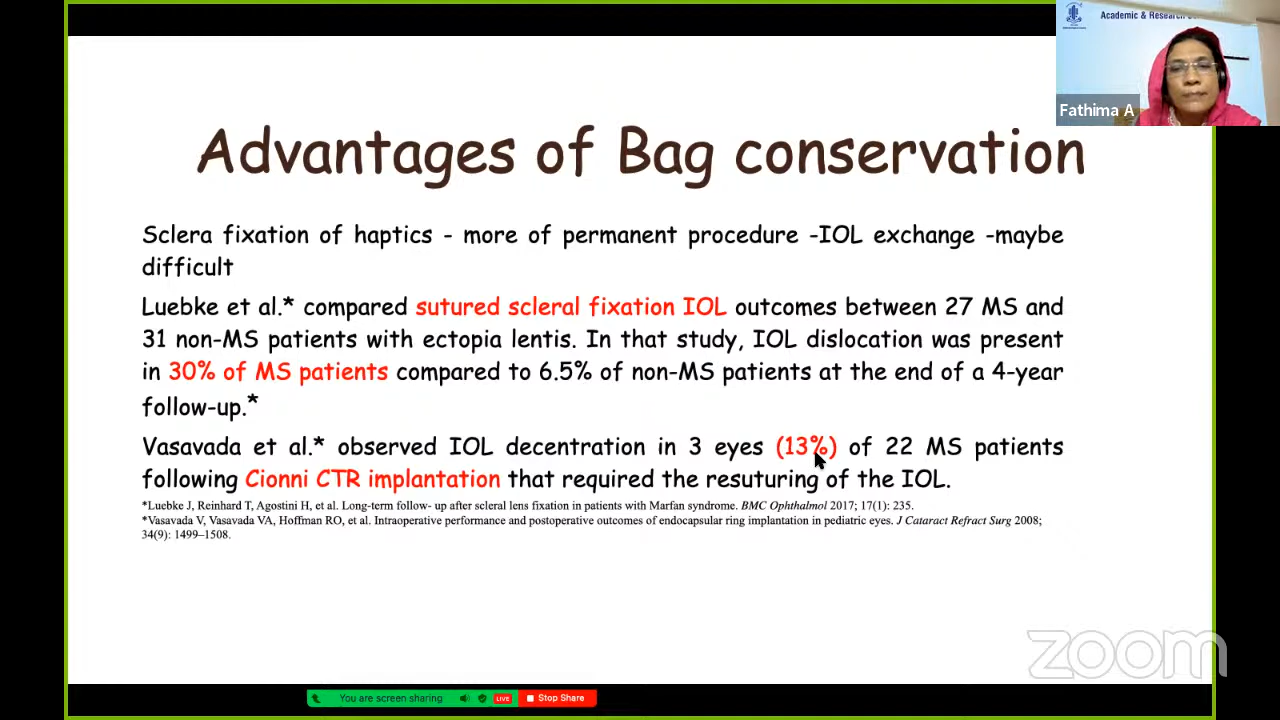 Academic & Research
Fathima A
Advantages of Bag conservation
Sclera fixation of haptics - more of permanent procedure -IOL exchange -maybe
difficult
Luebke et al.* compared sutured scleral fixation IOL outcomes between 27 MS and
31 non-MS patients with ectopia lentis. In that study, IOL dislocation was present
in 30% of MS patients compared to 6.5% of non-MS patients at the end of a 4-year
follow-up.*
Vasavada et al.* observed IOL decentration in 3 eyes (13%) of 22 MS patients
following Cionni CTR implantation that required the resuturing of the IOL.
*Luebke J, Reinhard T, Agostini H, et al. Long-term follow- up after scleral lens fixation in patients with Marfan syndrome. BMC Ophthalmol 2017; 17(1): 235.
*Vasavada V, Vasavada VA, Hoffman RO, et al. Intraoperative performance and postoperative outcomes of endocapsular ring implantation in pediatric eyes. J Cataract Refract Surg 2008;
34(9): 1499–1508.
zoom
You are screen sharing LIVE Stop Share